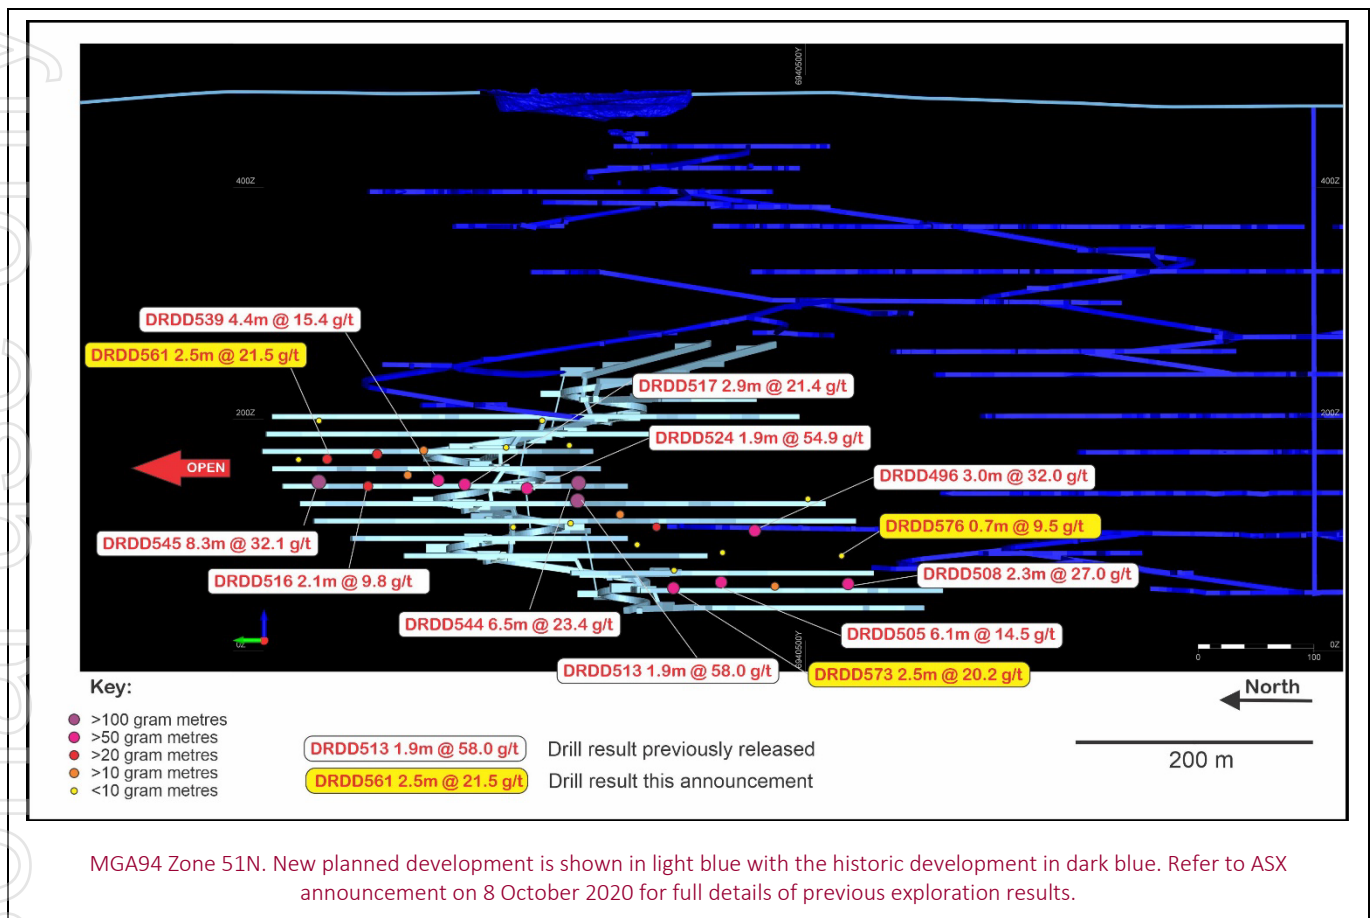 6940500Y
400Z
400Z
DRDD539 4.4m @ 15.4 g/t
DRDD561 2.5m @ 21.5 g/t
DRDD517 2.9m @ 21.4 g/t
200Z
200Z
DRDD524 1.9m @ 54.9 g/t
OPEN
DRDD496 3.0m @ 32.0 g/t
DRDD576 0.7m @ 9.5 g/t
DRDD545 8.3m @ 32.1 g/t
DRDD516 2.1m @ 9.8 g/t
DRDD508 2.3m @ 27.0 g/t
DRDD544 6.5m @ 23.4 g/t
DRDD505 6.1m @ 14.5 g/t
6940500Y
0Z
0Z
0
100
DRDD513 1.9m @ 58.0 g/t
DRDD573 2.5m @ 20.2 g/t
Key:
North
>100 gram metres
>50 gram metres
>20 gram metres
>10 gram metres
<10 gram metres
DRDD513 1.9m @ 58.0 g/t Drill result previously released
DRDD561 2.5m @ 21.5 g/t Drill result this announcement
200 m
MGA94 Zone 51N. New planned development is shown in light blue with the historic development in dark blue. Refer to ASX
announcement on 8 October 2020 for full details of previous exploration results.